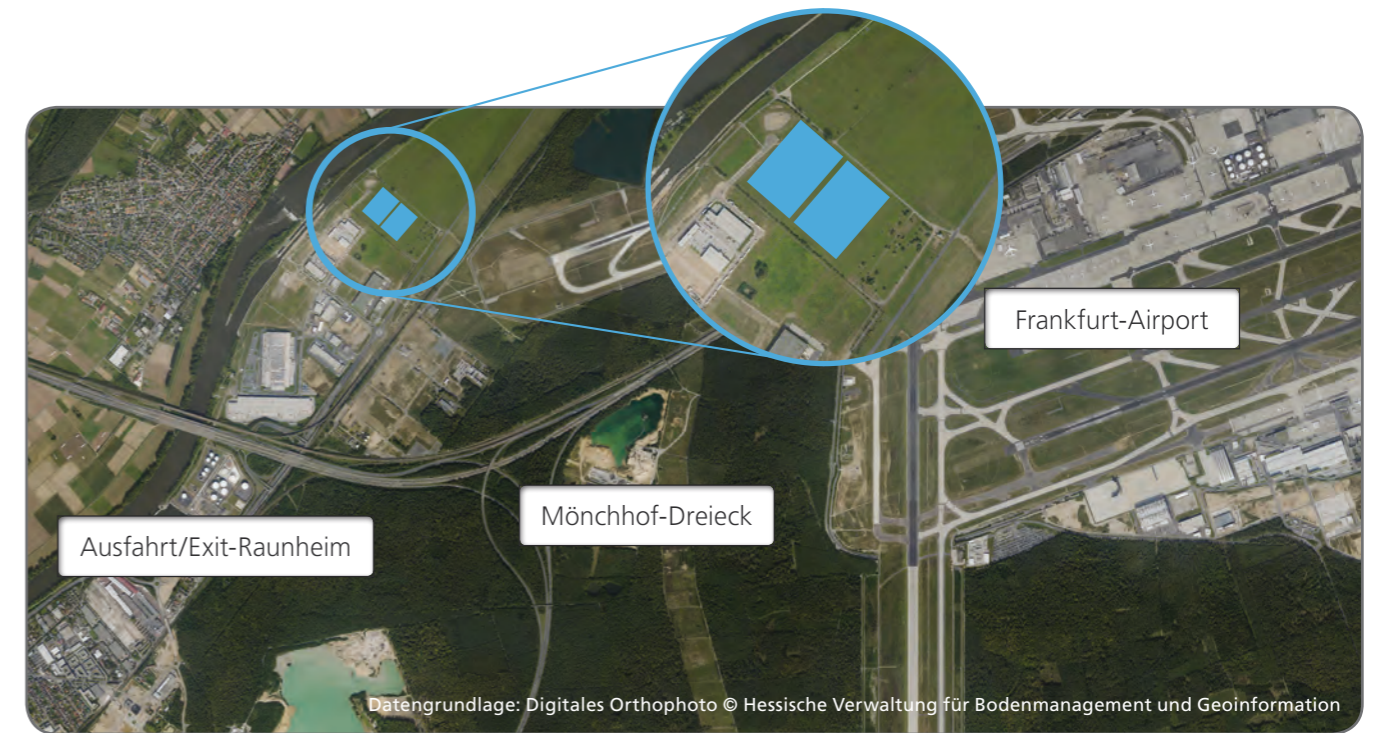 Frankfurt-Airport
Mönchhof-Dreieck
Ausfahrt/Exit-Raunheim
Datengrundlage: Digitales Orthophoto © Hessische Verwaltung für Bodenmanagement und Geoinformation